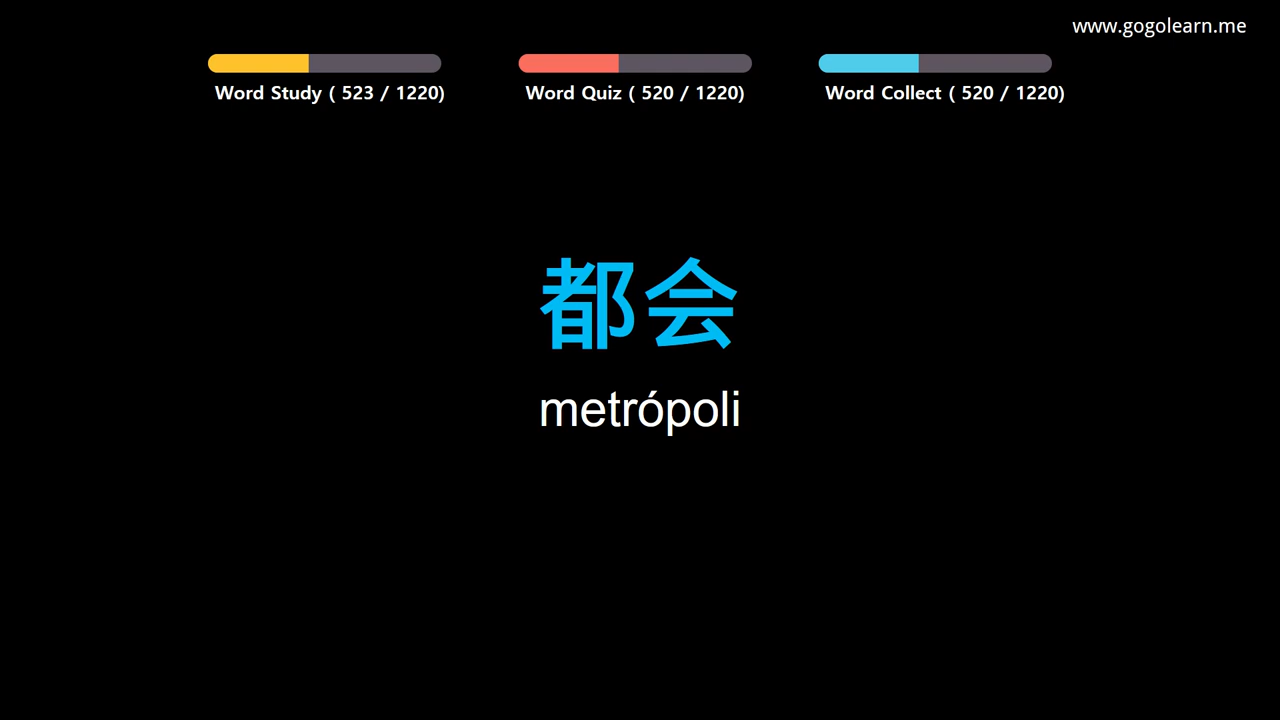 www.gogolearn.me
Word Study ( 523 / 1220)
Word Quiz ( 520 / 1220)
Word Collect ( 520 / 1220)
都会
metrópoli